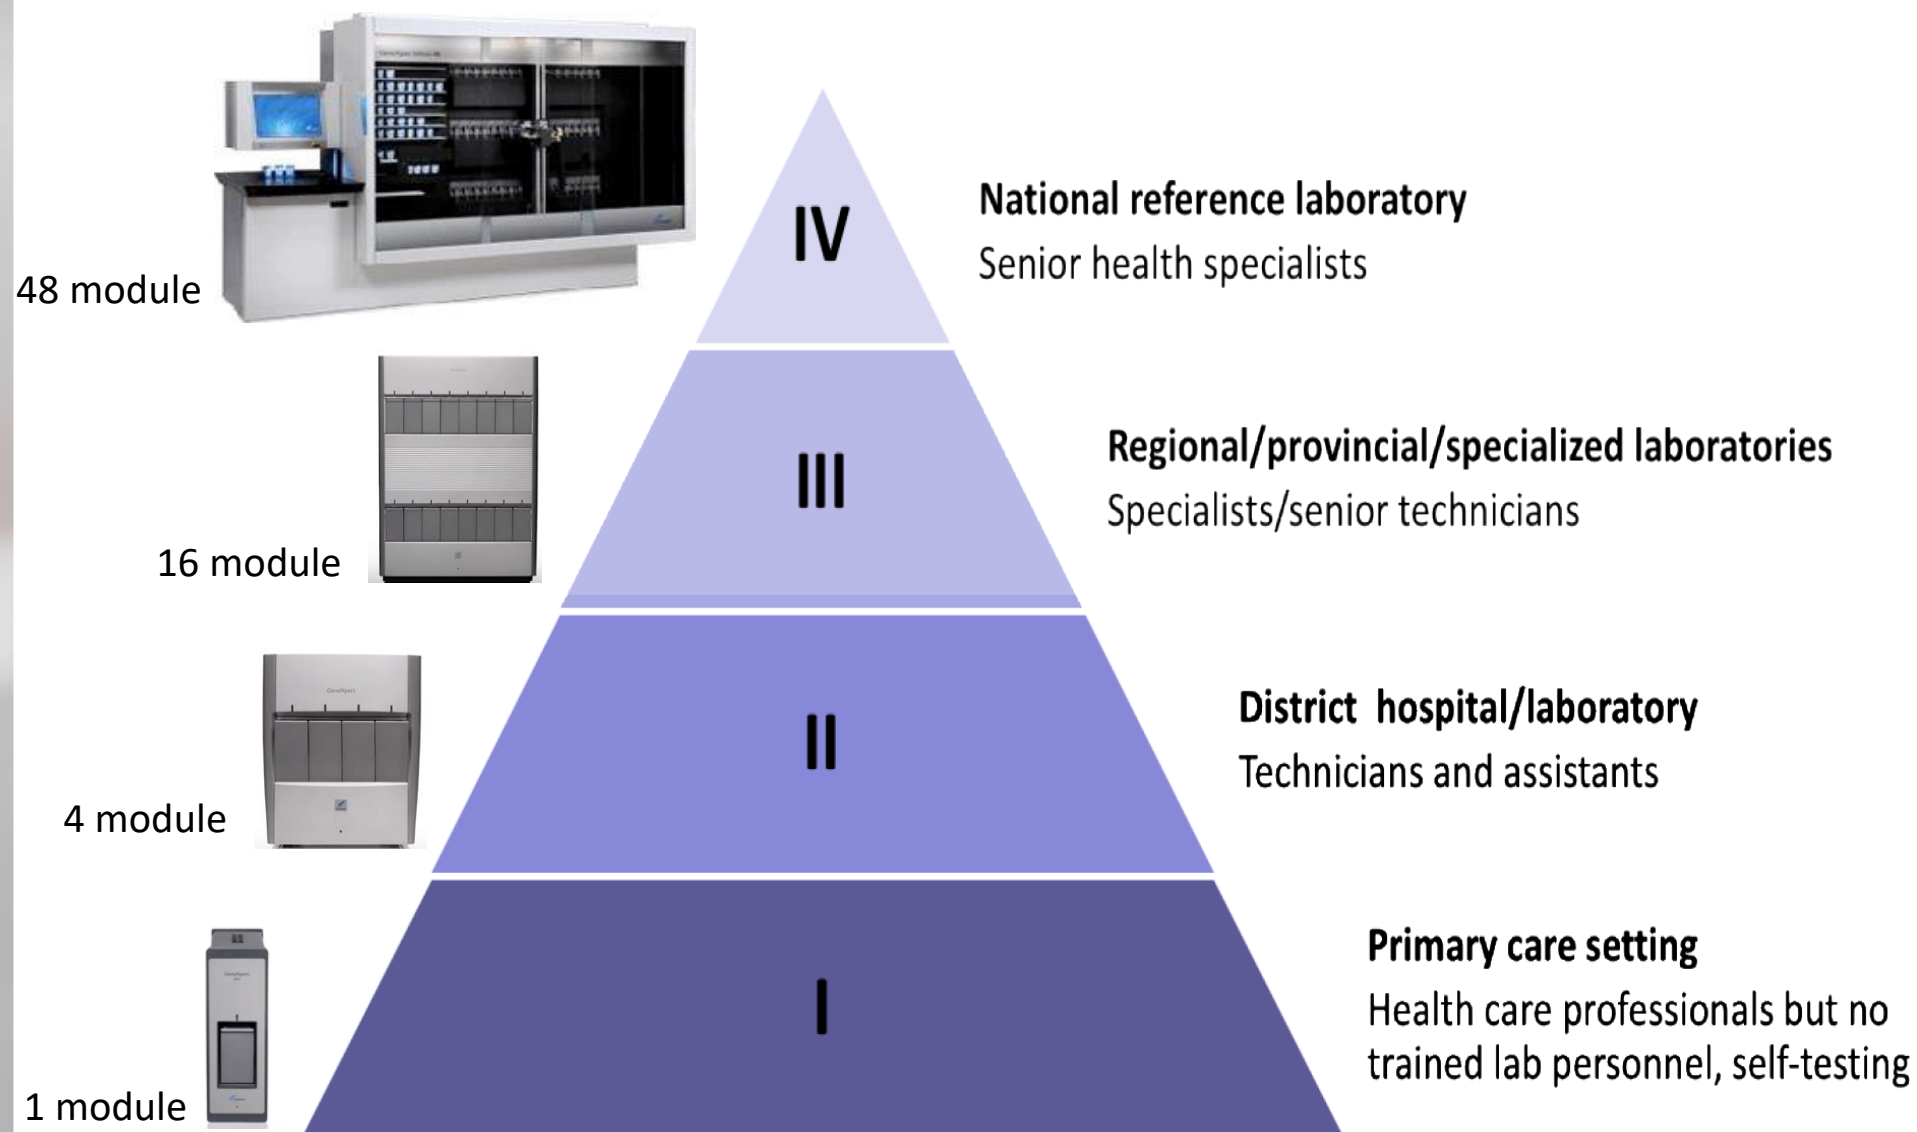 48 module
IV
National reference laboratory
Senior health specialists
16 module
III
Regional/provincial/specialized laboratories
Specialists/senior technicians
GeneXpert
4 module
II
District  hospital/laboratory
Technicians and assistants
GeneXpert
1 module
I
Primary care setting
Health care professionals but no
trained lab personnel, self-testing